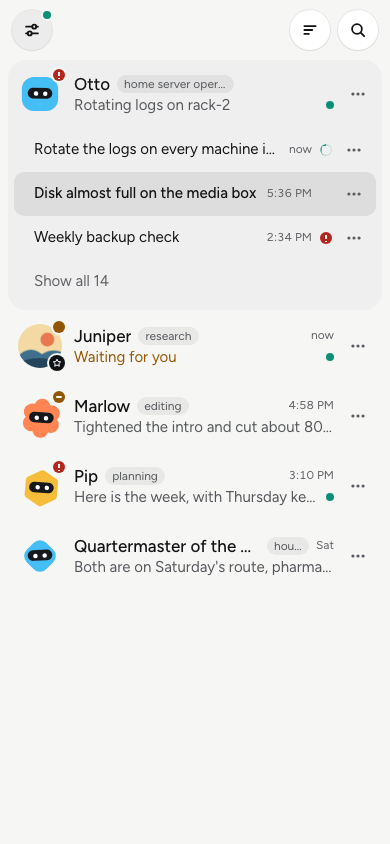 Otto home server oper…
Rotating logs on rack-2
Rotate the logs on every machine i… now
Disk almost full on the media box 5:36 PM
Weekly backup check 2:34 PM
Show all 14
Juniper research now
Waiting for you
Marlow editing 4:58 PM
Tightened the intro and cut about 80…
Pip planning 3:10 PM
Here is the week, with Thursday ke…
Quartermaster of the … hou… Sat
Both are on Saturday's route, pharma…